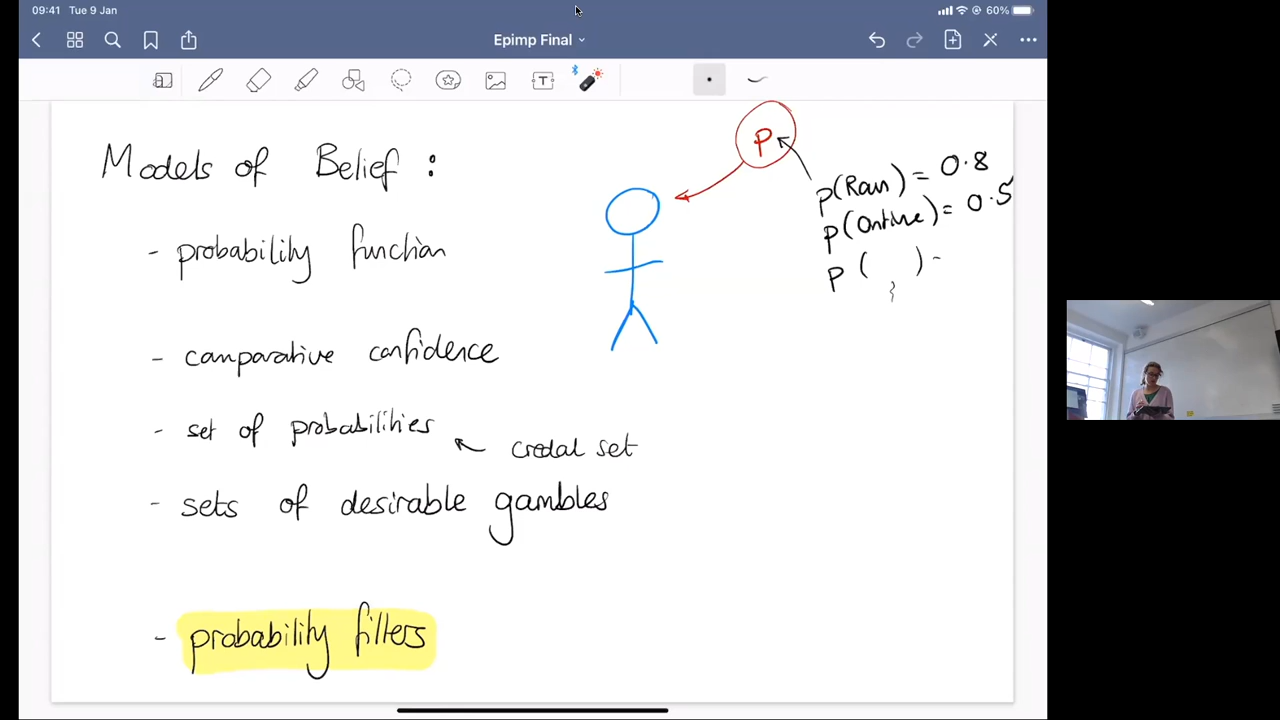 09:41 Tue 9 Jan
60%
Epimp Final
Models of Belief :
- probability function
- comparative confidence
- set of probabilities
credal set
- sets of desirable gambles
- probability filters
p
p(Rain) = 0.8
p(Ontime) = 0.5
p ( ) -